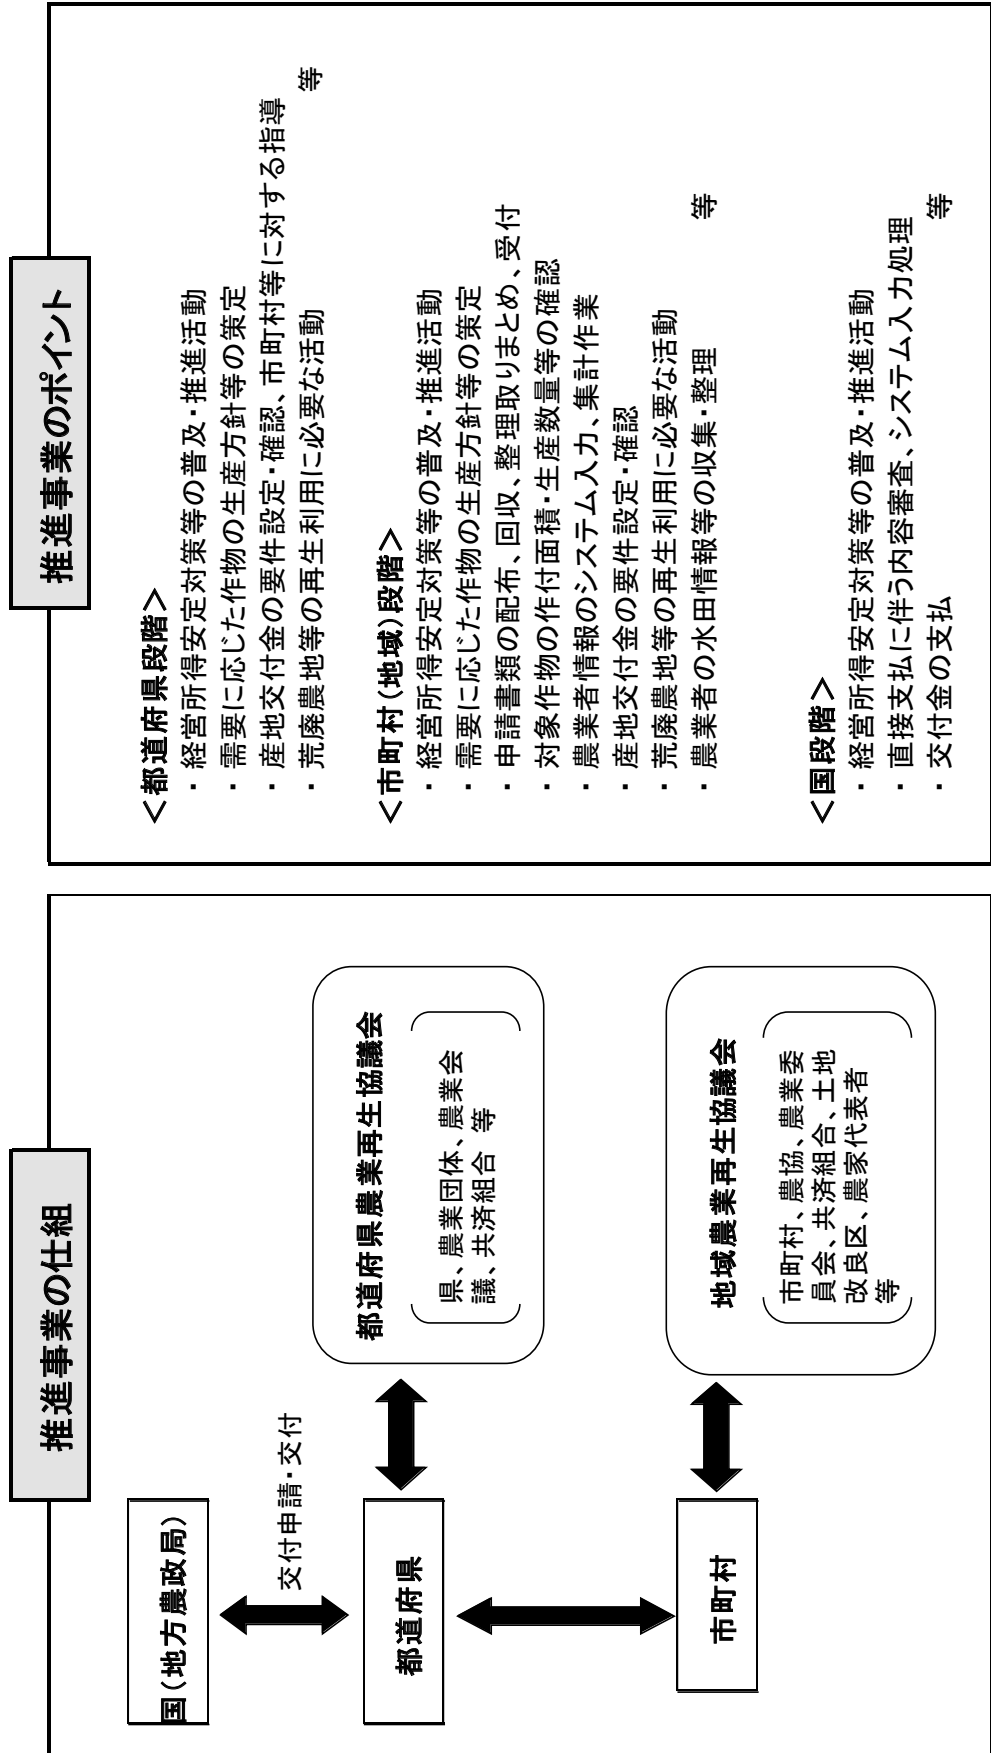 推進事業の仕組
国（地方農政局）
交付申請・交付
都道府県
都道府県農業再生協議会
県、農業団体、農業会
議、共済組合 等
市町村
地域農業再生協議会
市町村、農協、農業委
員会、共済組合、土地
改良区、農家代表者
等
推進事業のポイント
＜都道府県段階＞
・ 経営所得安定対策等の普及・推進活動
・ 需要に応じた作物の生産方針等の策定
・ 産地交付金の要件設定・確認、市町村等に対する指導
・ 荒廃農地等の再生利用に必要な活動 等
＜市町村（地域）段階＞
・ 経営所得安定対策等の普及・推進活動
・ 需要に応じた作物の生産方針等の策定
・ 申請書類の配布、回収、整理取りまとめ、受付
・ 対象作物の作付面積・生産数量等の確認
・ 農業者情報のシステム入力、集計作業
・ 産地交付金の要件設定・確認
・ 荒廃農地等の再生利用に必要な活動
・ 農業者の水田情報等の収集・整理 等
＜国段階＞
・ 経営所得安定対策等の普及・推進活動
・ 直接支払に伴う内容審査、システム入力処理
・ 交付金の支払 等